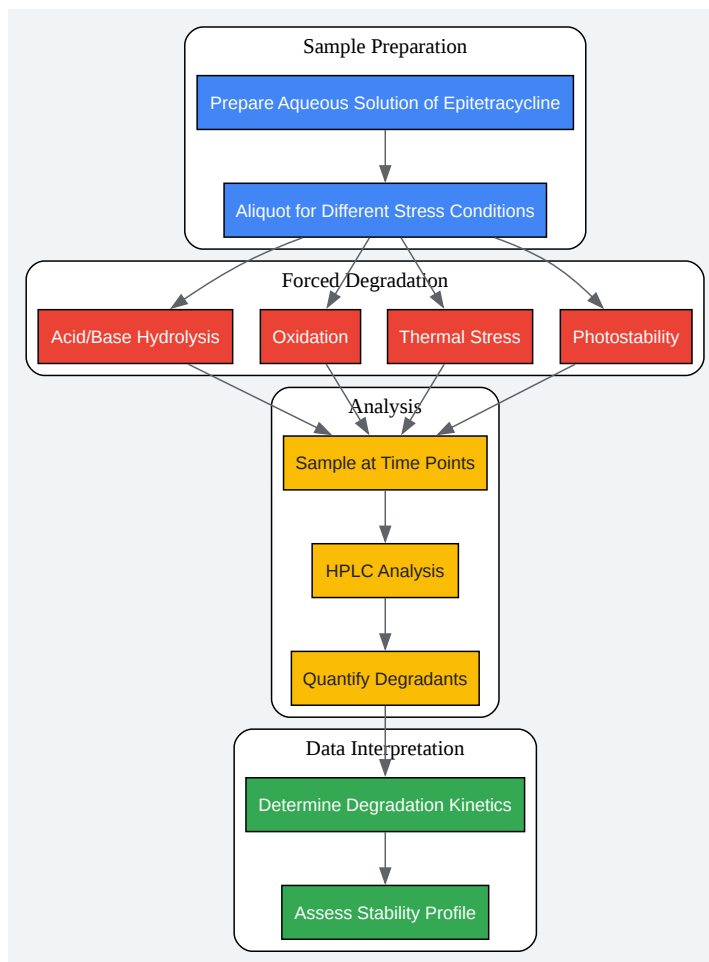 Sample Preparation
Prepare Aqueous Solution of Epitetracycline
Aliquot for Different Stress Conditions
Forced Degradation
Acid/Base Hydrolysis
Oxidation
Thermal Stress
Photostability
Analysis
Sample at Time Points
HPLC Analysis
Quantify Degradants
Data Interpretation
Determine Degradation Kinetics
Assess Stability Profile